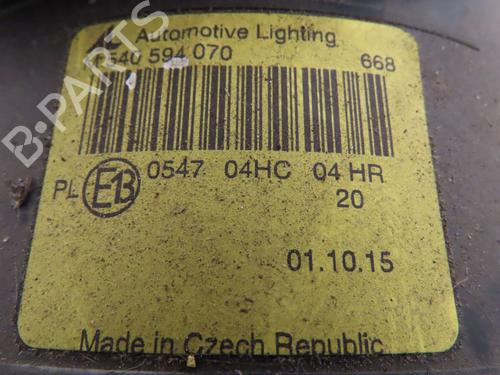 Automotive Lighting
1540 594 070 668
PL E13 0547 04HC 04 HR
20
01.10.15
Made in Czech Republic
B-PARTS